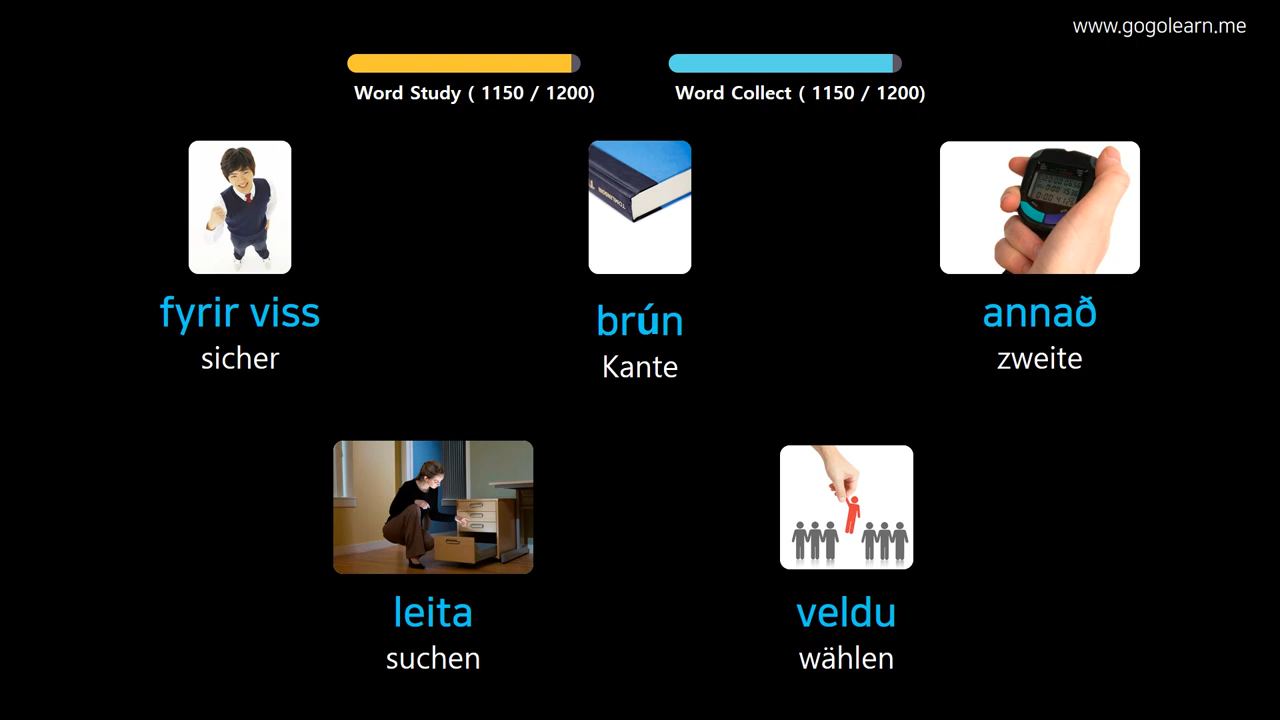 www.gogolearn.me
Word Study ( 1150 / 1200)
Word Collect ( 1150 / 1200)
TOMLINSON
fyrir viss
sicher
brún
Kante
annað
zweite
leita
suchen
veldu
wählen